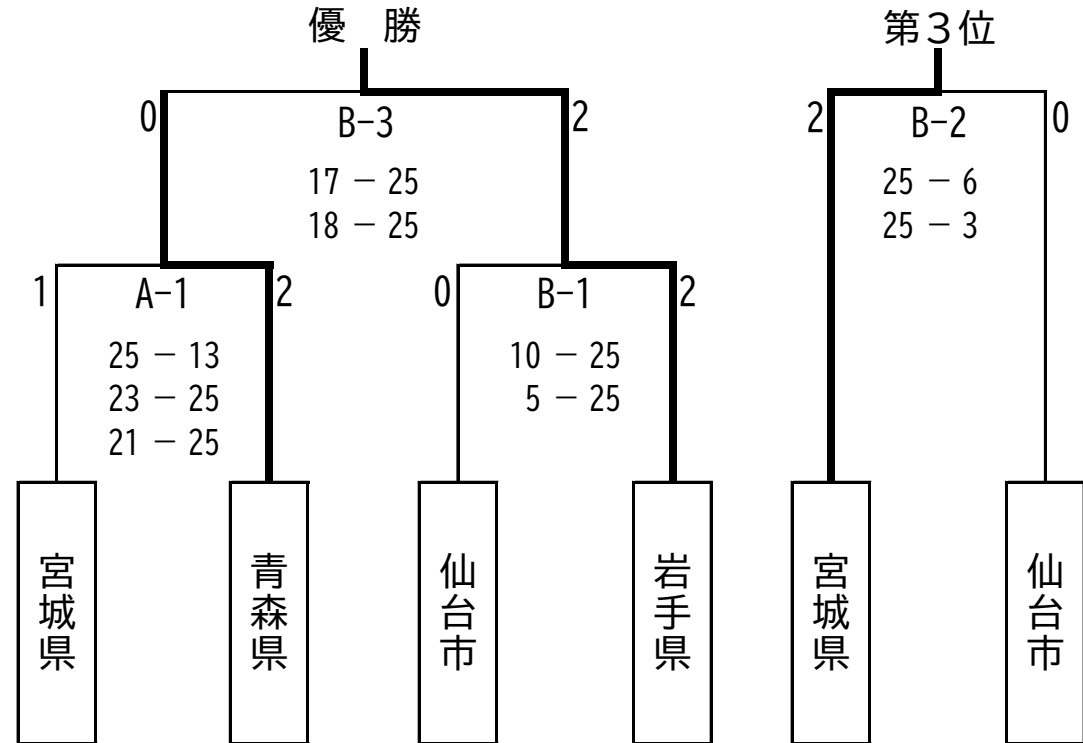 優　勝
第３位
0
B-3
2
17 － 25
18 － 25
2
B-2
0
25 － 6
25 － 3
1
A-1
2
25 － 13
23 － 25
21 － 25
0
B-1
2
10 － 25
5 － 25
宮城県
青森県
仙台市
岩手県
宮城県
仙台市